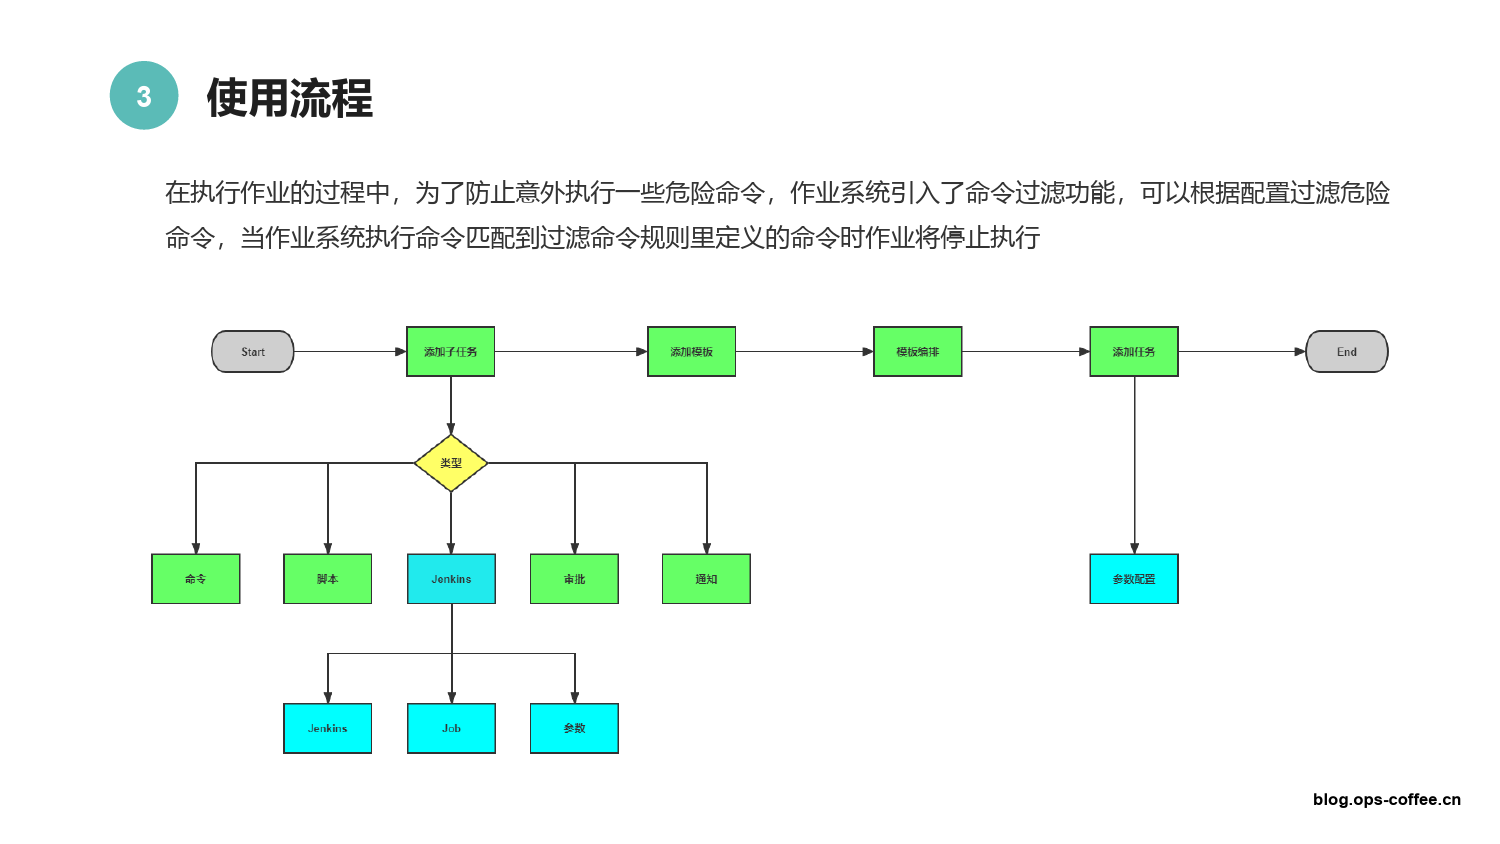 3
使用流程
在执行作业的过程中，为了防止意外执行一些危险命令，作业系统引入了命令过滤功能，可以根据配置过滤危险
命令，当作业系统执行命令匹配到过滤命令规则里定义的命令时作业将停止执行
Start
添加子任务
添加模板
模板编排
添加任务
End
类型
命令
脚本
Jenkins
审批
通知
参数配置
Jenkins
Job
参数
blog.ops-coffee.cn